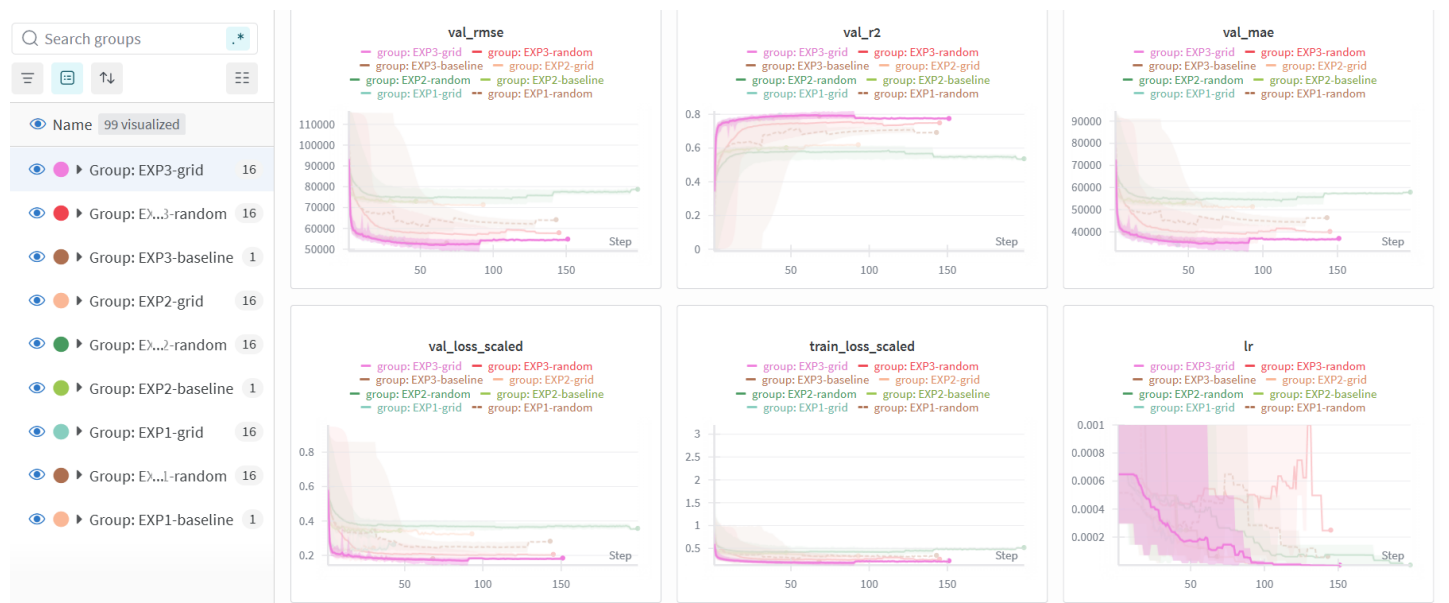 Search groups
.*
Name 99 visualized
Group: EXP3-grid 16
Group: EX...3-random 16
Group: EXP3-baseline 1
Group: EXP2-grid 16
Group: EX...2-random 16
Group: EXP2-baseline 1
Group: EXP1-grid 16
Group: EX...1-random 16
Group: EXP1-baseline 1
val_rmse
group: EXP3-grid group: EXP3-random
group: EXP3-baseline group: EXP2-grid
group: EXP2-random group: EXP2-baseline
group: EXP1-grid group: EXP1-random
110000
100000
90000
80000
70000
60000
50000
Step
50 100 150
val_r2
group: EXP3-grid group: EXP3-random
group: EXP3-baseline group: EXP2-grid
group: EXP2-random group: EXP2-baseline
group: EXP1-grid group: EXP1-random
0.8
0.6
0.4
0.2
0
Step
50 100 150
val_mae
group: EXP3-grid group: EXP3-random
group: EXP3-baseline group: EXP2-grid
group: EXP2-random group: EXP2-baseline
group: EXP1-grid group: EXP1-random
90000
80000
70000
60000
50000
40000
Step
50 100 150
val_loss_scaled
group: EXP3-grid group: EXP3-random
group: EXP3-baseline group: EXP2-grid
group: EXP2-random group: EXP2-baseline
group: EXP1-grid group: EXP1-random
0.8
0.6
0.4
0.2
Step
50 100 150
train_loss_scaled
group: EXP3-grid group: EXP3-random
group: EXP3-baseline group: EXP2-grid
group: EXP2-random group: EXP2-baseline
group: EXP1-grid group: EXP1-random
3
2.5
2
1.5
1
0.5
Step
50 100 150
lr
group: EXP3-grid group: EXP3-random
group: EXP3-baseline group: EXP2-grid
group: EXP2-random group: EXP2-baseline
group: EXP1-grid group: EXP1-random
0.001
0.0008
0.0006
0.0004
0.0002
Step
50 100 150